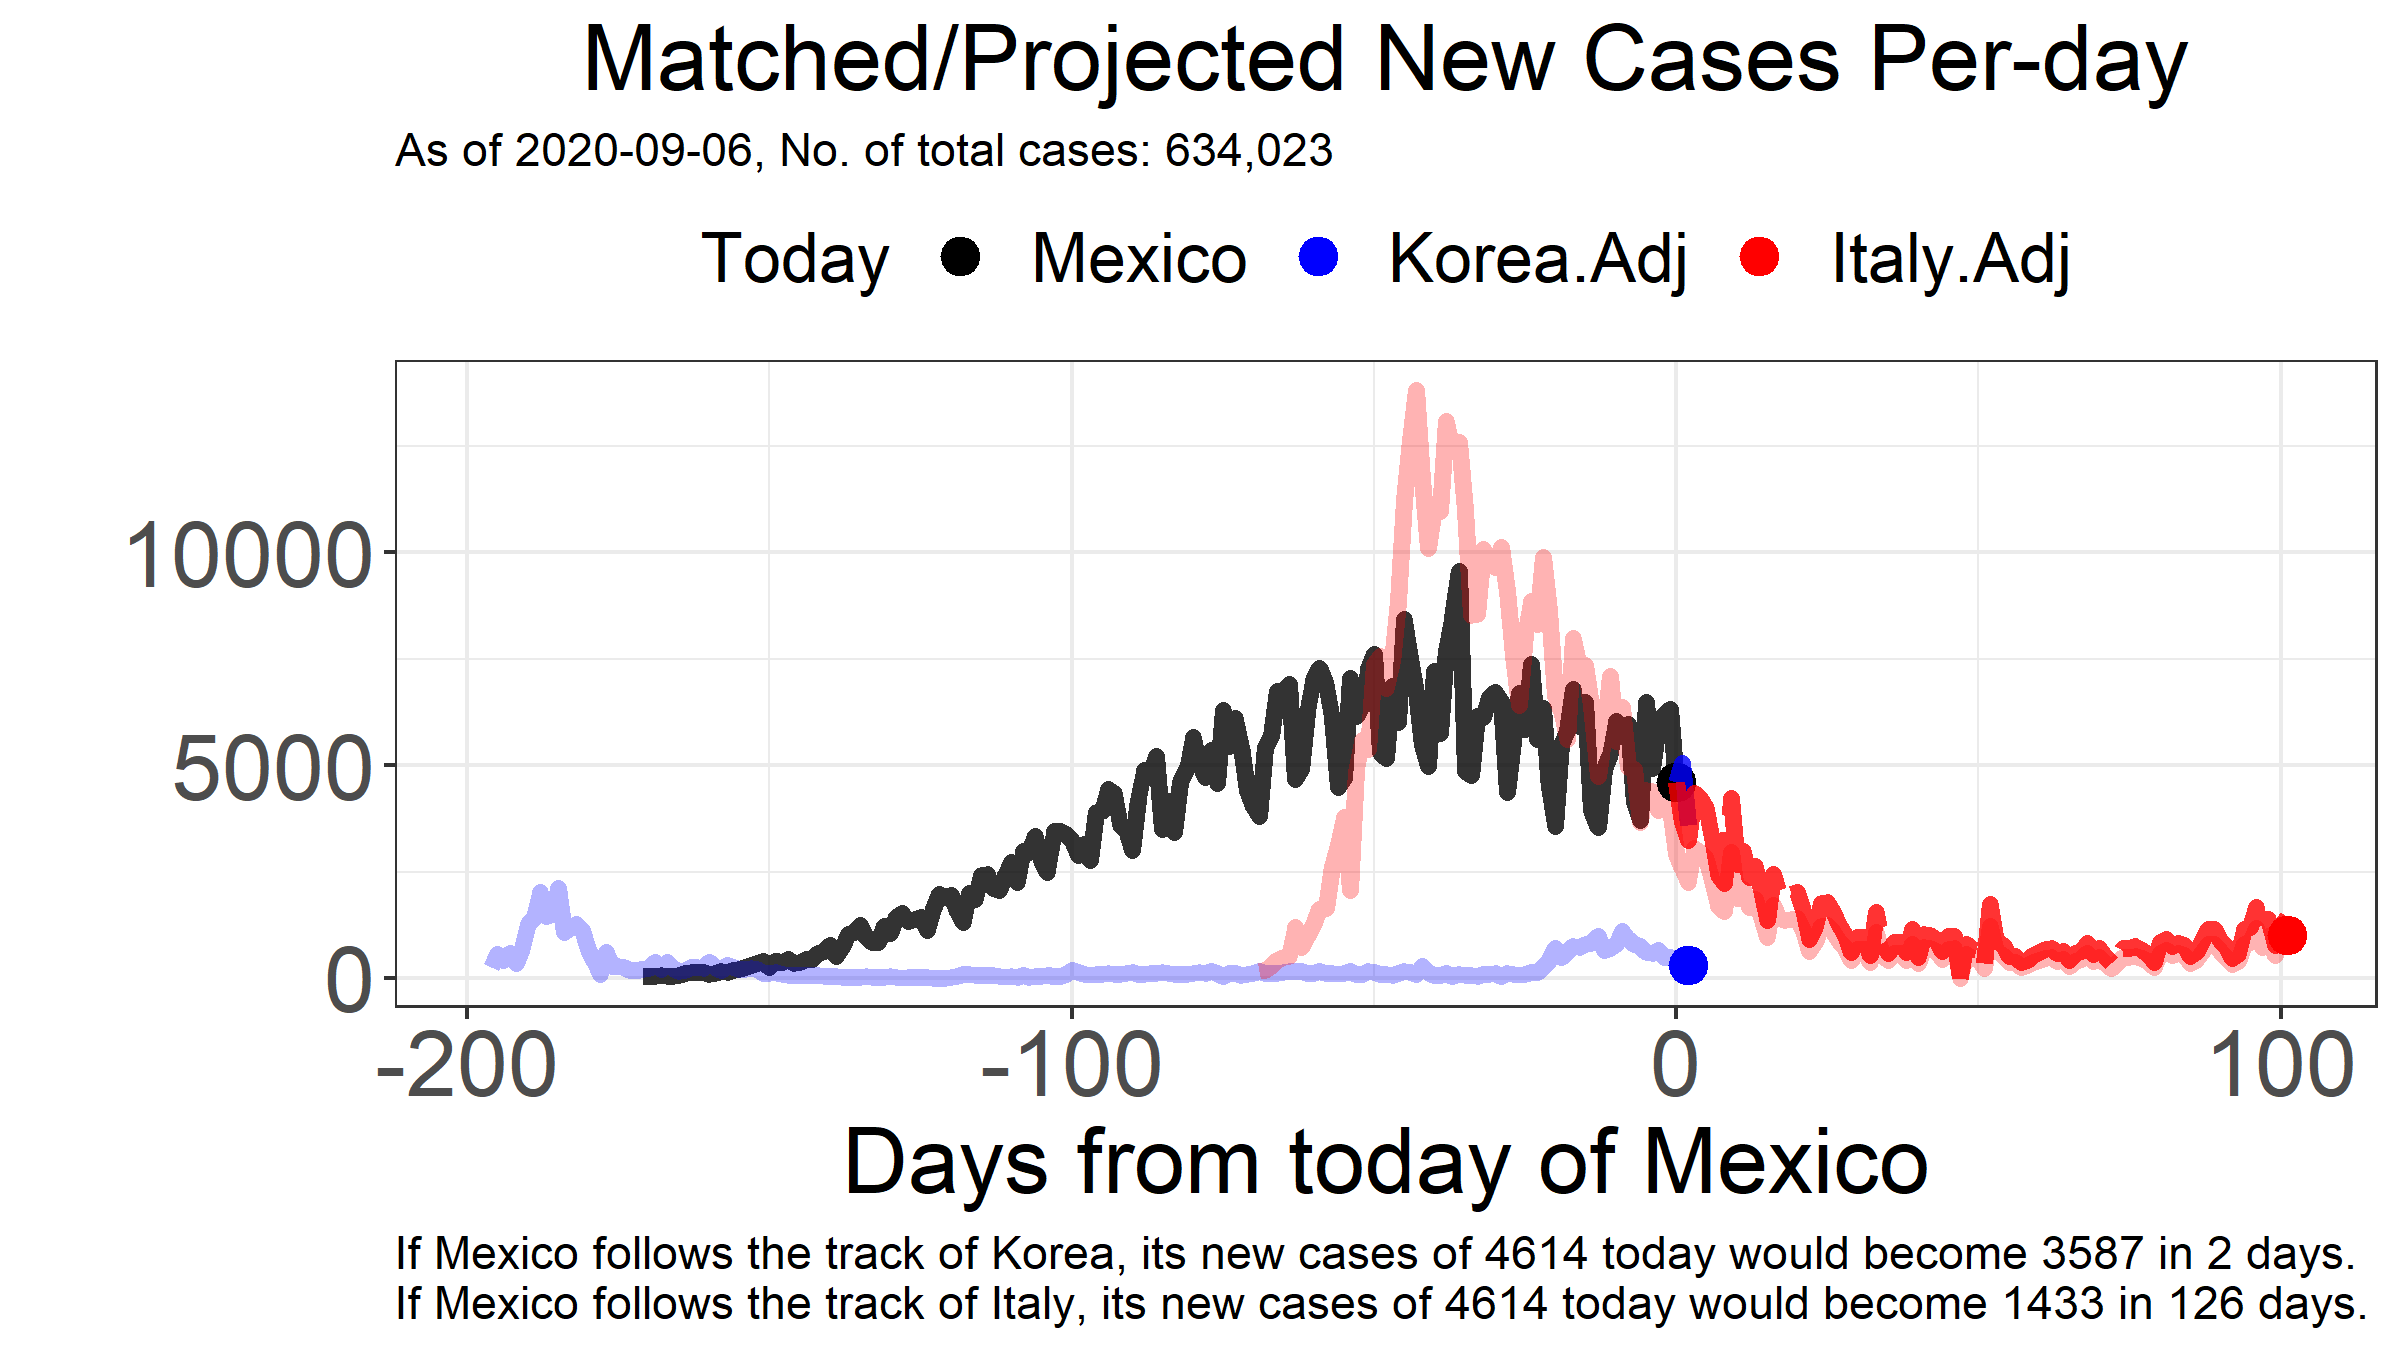 Matched/Projected New Cases Per-day
As of 2020-09-06, No. of total cases: 634,023
Today Mexico Korea.Adj Italy.Adj
10000
5000
0
-200 -100 0 100
Days from today of Mexico
If Mexico follows the track of Korea, its new cases of 4614 today would become 3587 in 2 days.
If Mexico follows the track of Italy, its new cases of 4614 today would become 1433 in 126 days.